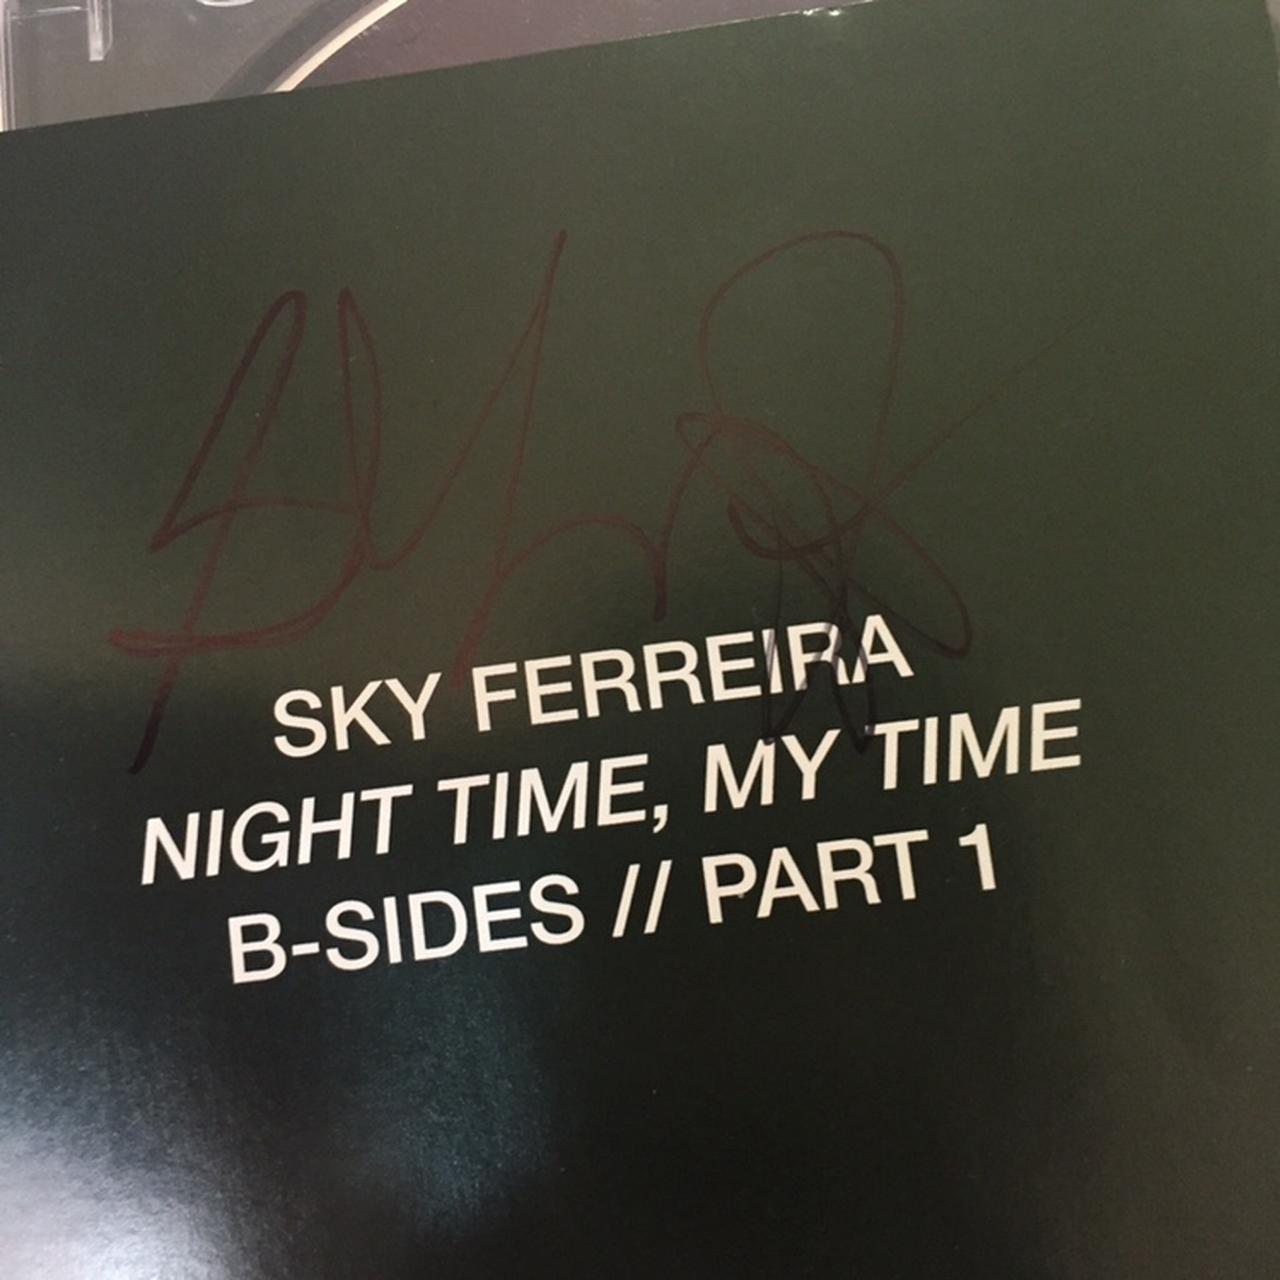 SKY FERREIRA
NIGHT TIME, MY TIME
B-SIDES // PART 1